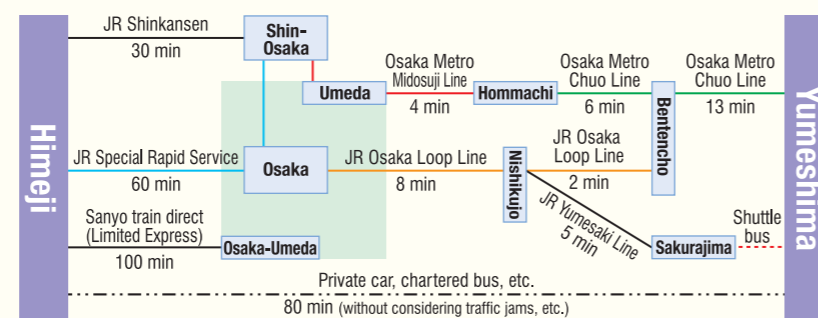 JR Shinkansen
30 min
Shin-
Osaka
Osaka Metro
Midosuji Line
4 min
Osaka Metro
Chuo Line
6 min
Osaka Metro
Chuo Line
13 min
Umeda
Hommachi
Bentencho
Himeji
Yumeshima
JR Special Rapid Service
60 min
Osaka
JR Osaka Loop Line
8 min
Nishikujo
JR Osaka
Loop Line
2 min
JR Yumesaki Line
5 min
Sakurajima
Shuttle
bus
Sanyo train direct
(Limited Express)
100 min
Osaka-Umeda
Private car, chartered bus, etc.
80 min (without considering traffic jams, etc.)